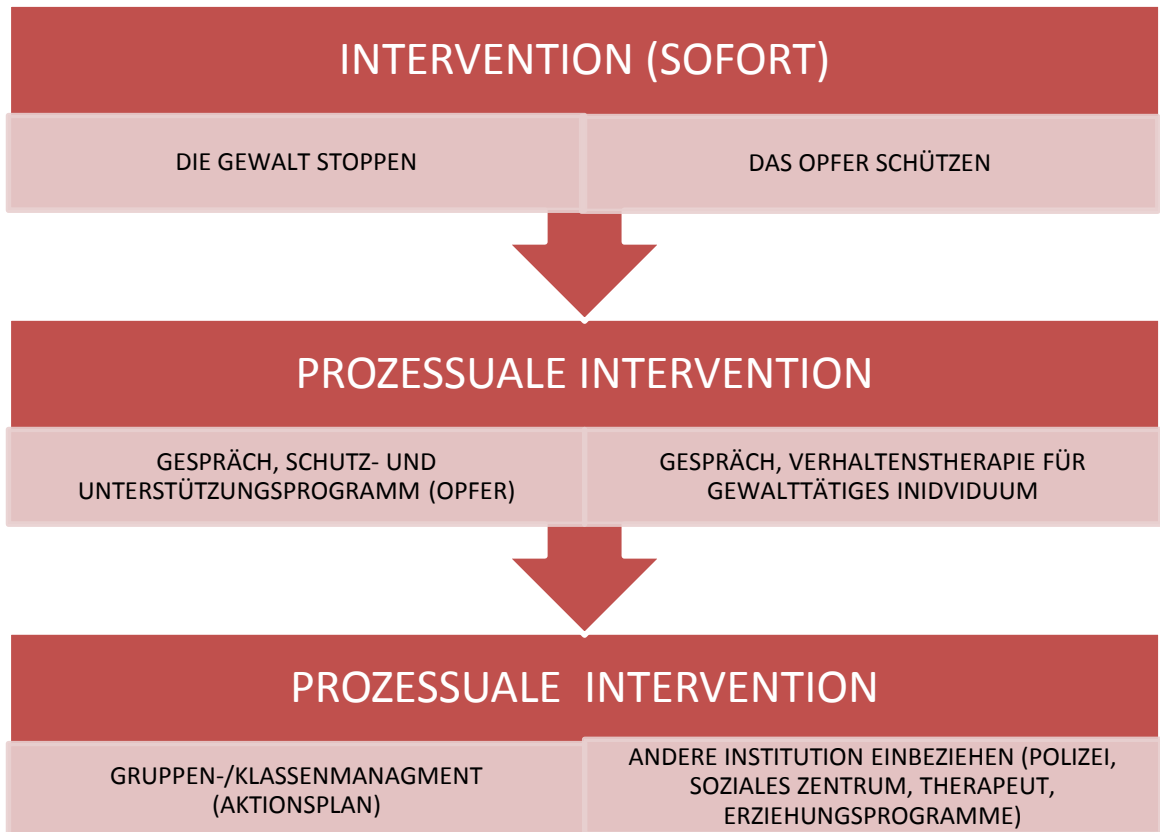 INTERVENTION (SOFORT)
DIE GEWALT STOPPEN
DAS OPFER SCHÜTZEN
PROZESSUALE INTERVENTION
GESPRÄCH, SCHUTZ- UND
UNTERSTÜTZUNGSPROGRAMM (OPFER)
GESPRÄCH, VERHALTENSTHERAPIE FÜR
GEWALTTÄTIGES INIDVIDUUM
PROZESSUALE INTERVENTION
GRUPPEN-/KLASSENMANAGMENT
(AKTIONSPLAN)
ANDERE INSTITUTION EINBEZIEHEN (POLIZEI,
SOZIALES ZENTRUM, THERAPEUT,
ERZIEHUNGSPROGRAMME)